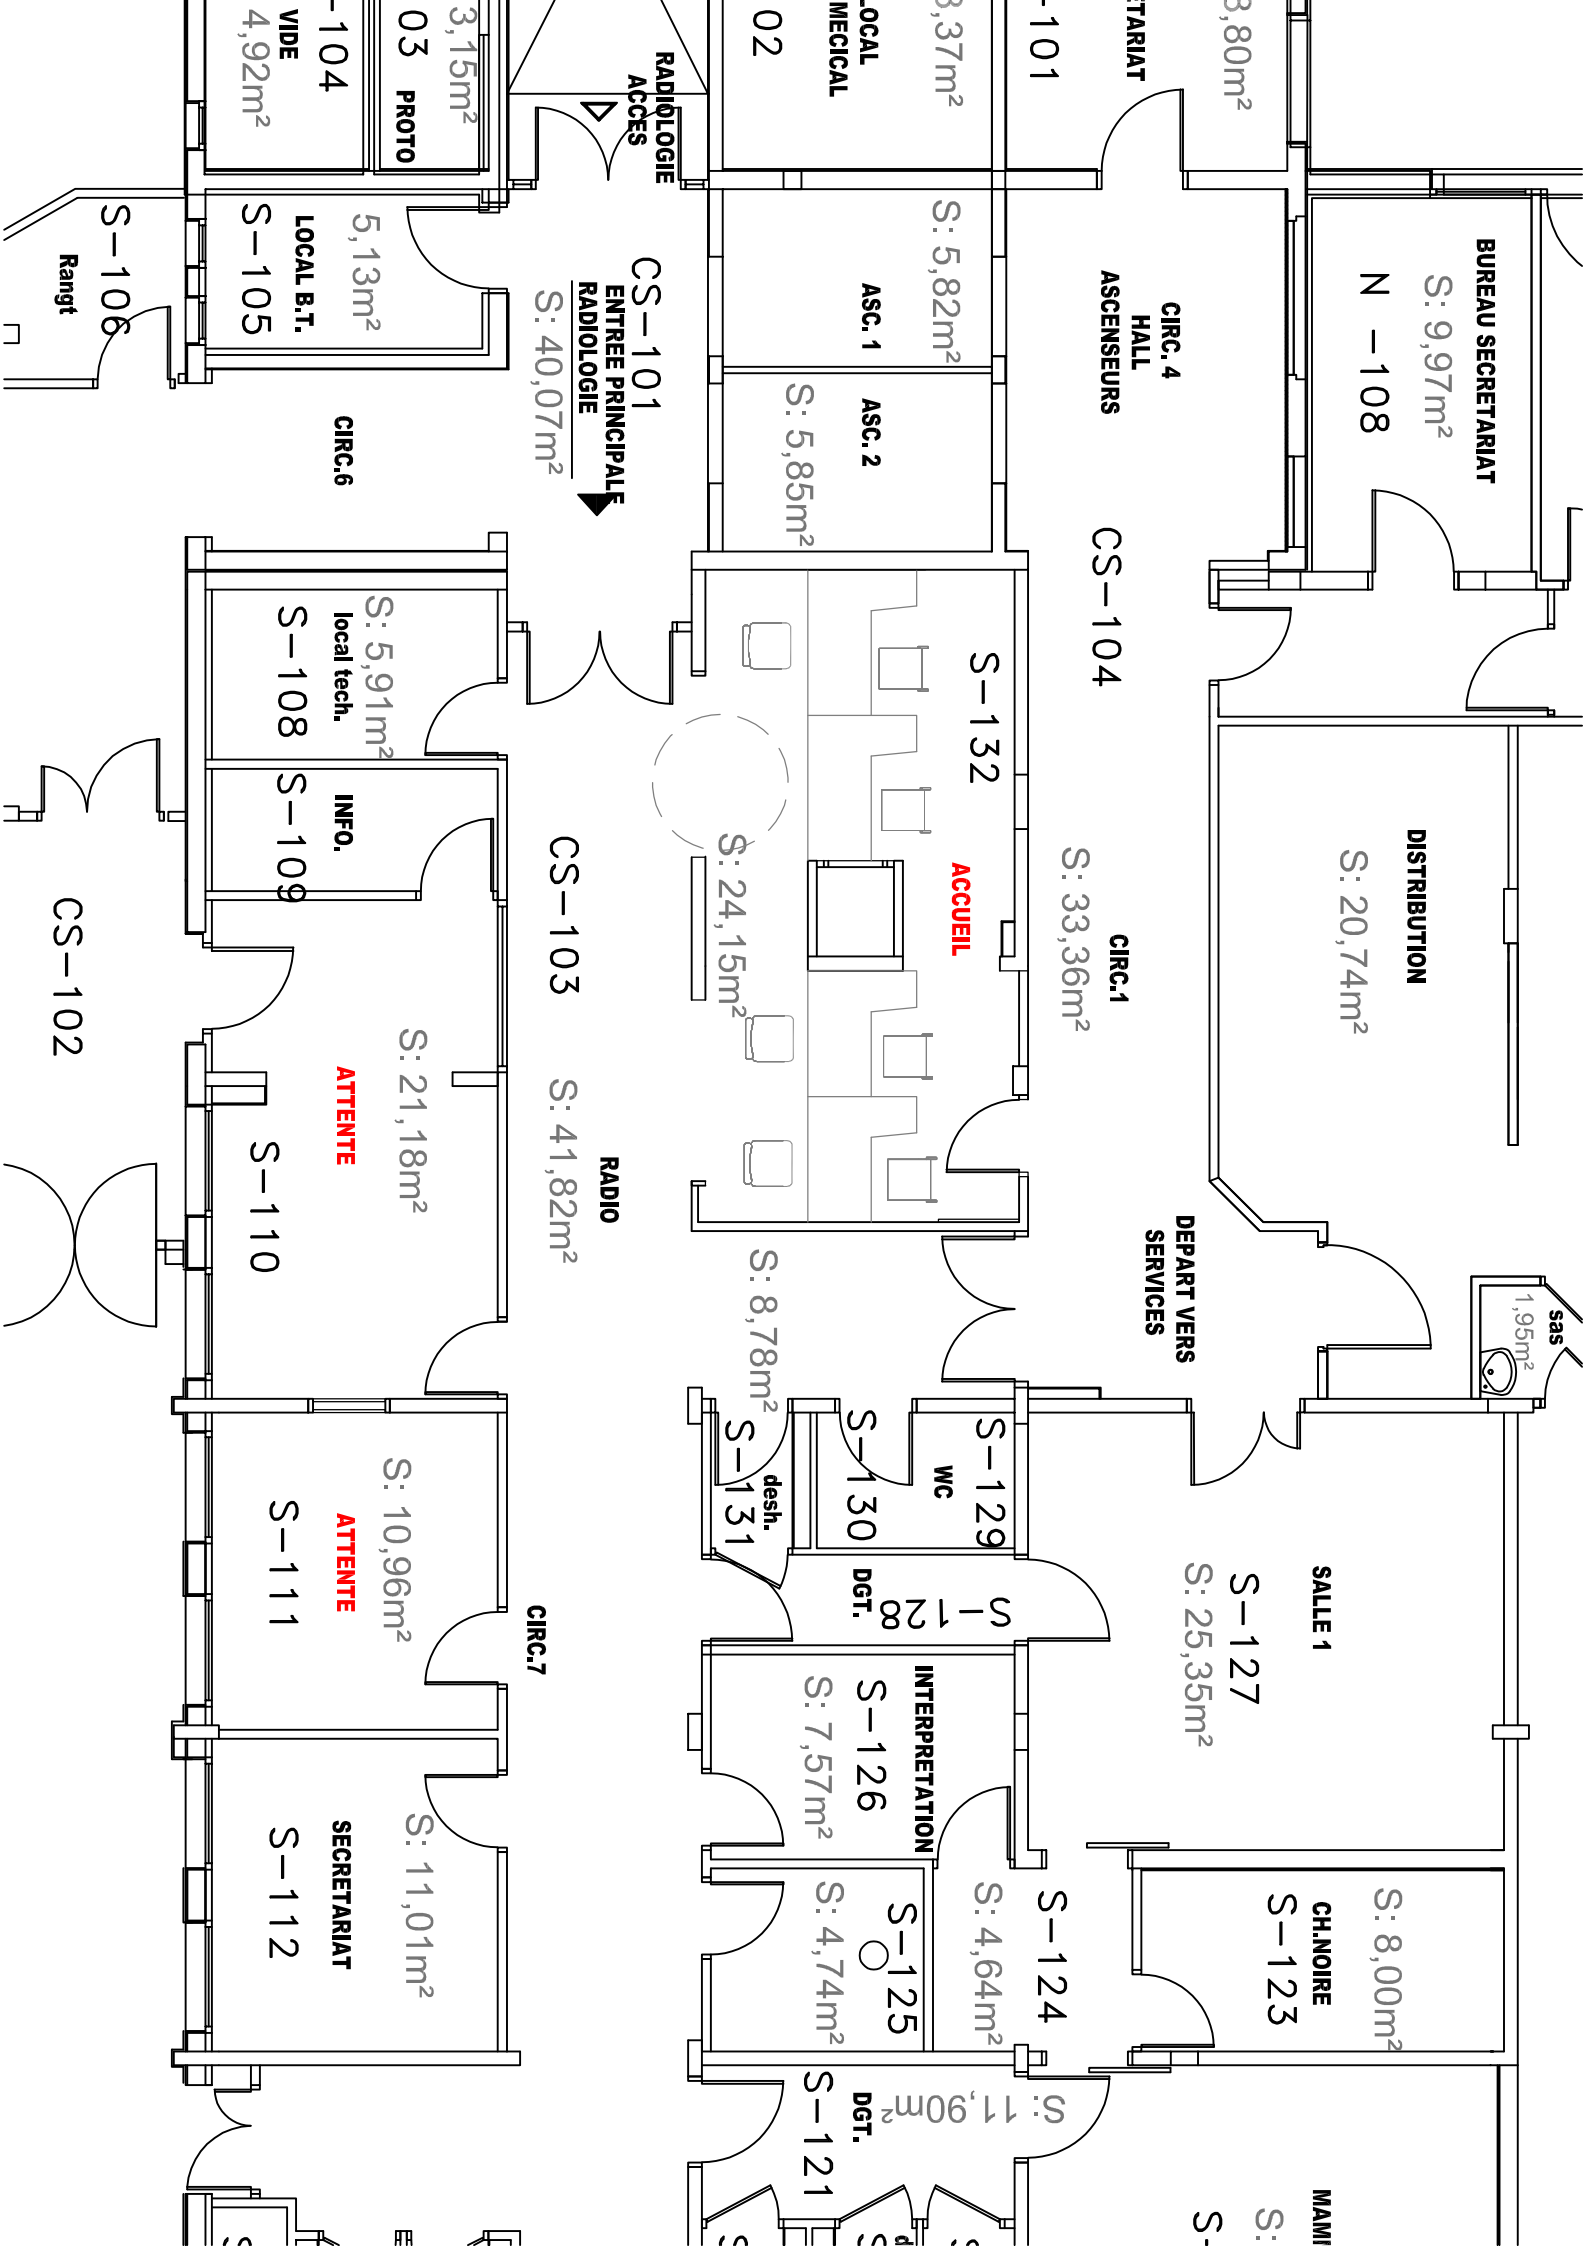 VIDE
4,92m²
-104
03
PROTO
3,15m²
RADIOLOGIE
ACCES
02
LOCAL
MECICAL
3,37m²
-101
ETARIAT
3,80m²
S-106
Rangt
S-105
LOCAL B.T.
5,13m²
CS-101
ENTREE PRINCIPALE
RADIOLOGIE
S: 40,07m²
S: 5,82m²
ASC. 1
ASC. 2
S: 5,85m²
CIRC. 4
HALL
ASCENSEURS
BUREAU SECRETARIAT
S: 9,97m²
N -108
CIRC.6
CS-104
S: 5,91m²
local tech.
S-108
INFO.
S-109
S-132
ACCUEIL
S: 24,15m²
CS-103
CS-102
CIRC.1
S: 33,36m²
DISTRIBUTION
S: 20,74m²
S: 21,18m²
ATTENTE
S-110
RADIO
S: 41,82m²
S: 8,78m²
DEPART VERS
SERVICES
sas
1,95m²
S: 10,96m²
ATTENTE
S-111
CIRC.7
desh.
S-131
S-130
WC
S-129
DGT.
S-128
SALLE 1
S-127
S: 25,35m²
INTERPRETATION
S-126
S: 7,57m²
S: 11,01m²
SECRETARIAT
S-112
S-125
S: 4,74m²
S-124
S: 4,64m²
S: 8,00m²
CH.NOIRE
S-123
DGT.
S-121
S: 11,90m²
MAM
S:
S-
S
S
S
S